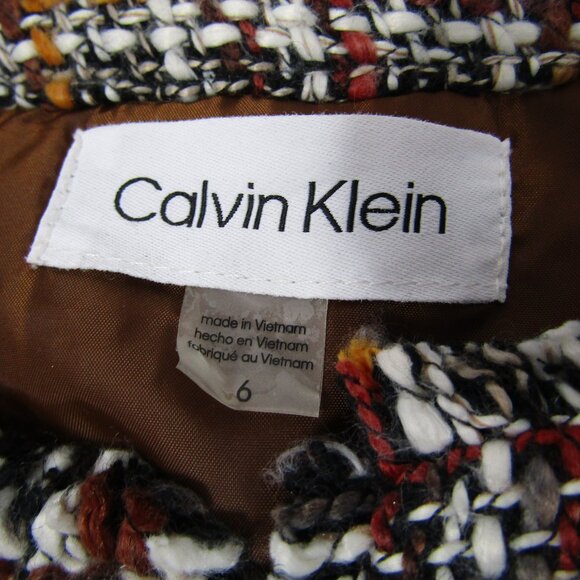 Calvin Klein
made in Vietnam
hecho en Vietnam
fabriqué au Vietnam
6